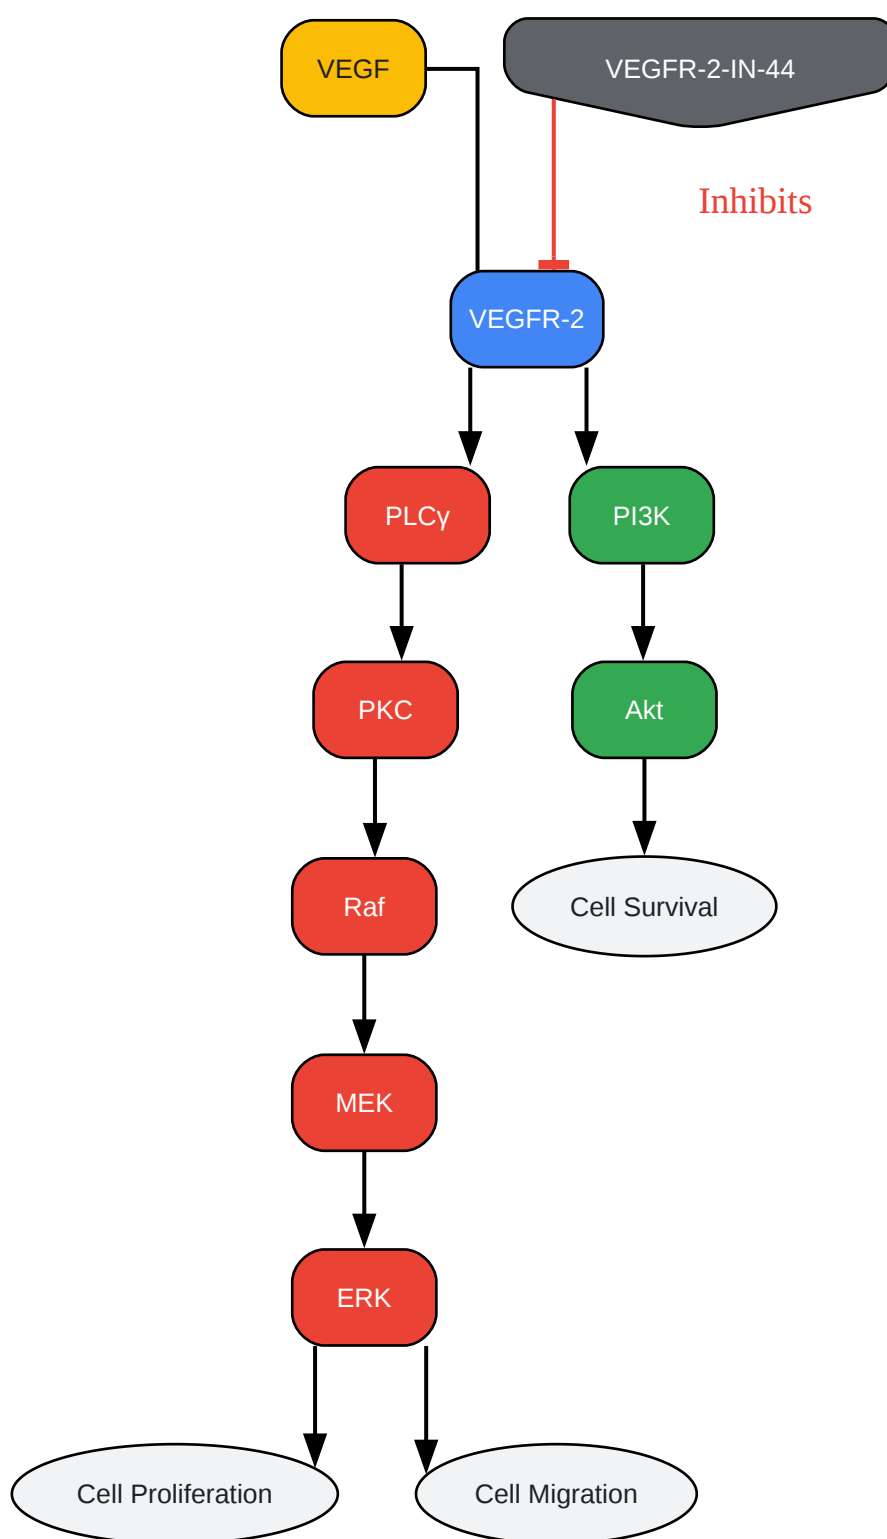 VEGF
VEGFR-2-IN-44
Inhibits
VEGFR-2
PLCγ
PI3K
PKC
Akt
Raf
Cell Survival
MEK
ERK
Cell Proliferation
Cell Migration